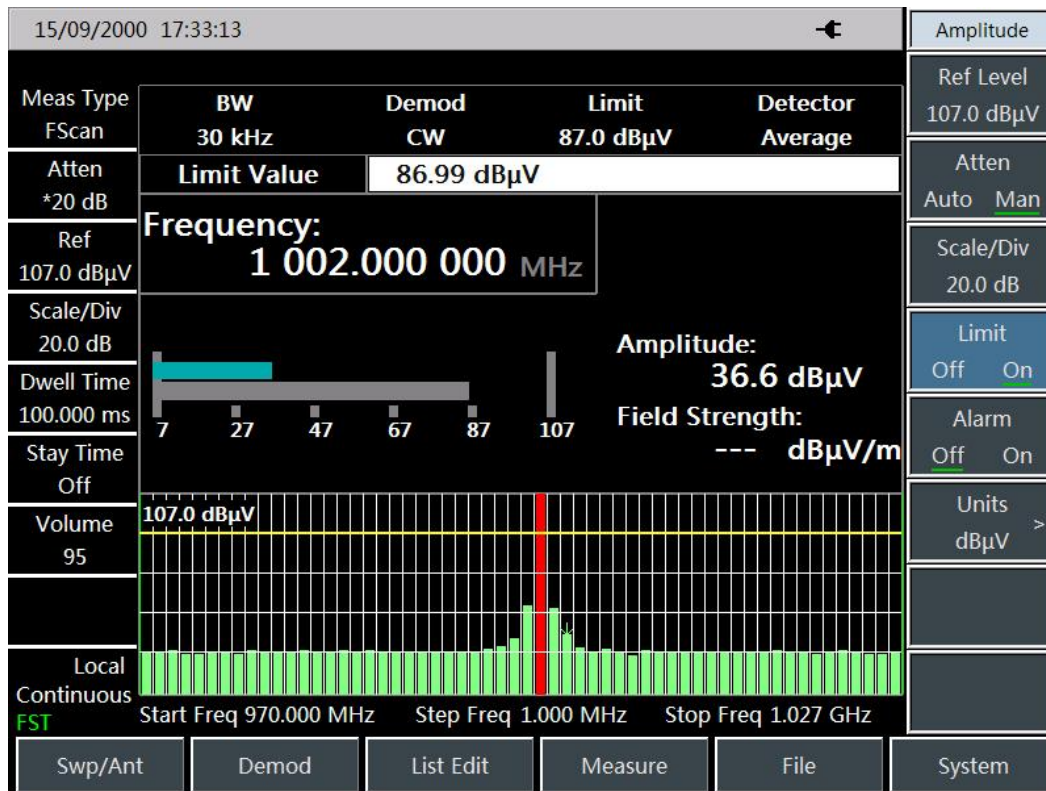 15/09/2000 17:33:13
Amplitude
Meas Type
FScan
Atten
*20 dB
Ref
107.0 dBµV
Scale/Div
20.0 dB
Dwell Time
100.000 ms
Stay Time
Off
Volume
95
Local
Continuous
FST
BW Demod Limit Detector
30 kHz CW 87.0 dBµV Average
Limit Value 86.99 dBµV
Frequency:
1 002.000 000 MHz
Amplitude:
36.6 dBµV
Field Strength:
--- dBµV/m
7 27 47 67 87 107
107.0 dBµV
Start Freq 970.000 MHz Step Freq 1.000 MHz Stop Freq 1.027 GHz
Ref Level
107.0 dBµV
Atten
Auto Man
Scale/Div
20.0 dB
Limit
Off On
Alarm
Off On
Units >
dBµV
Swp/Ant Demod List Edit Measure File System